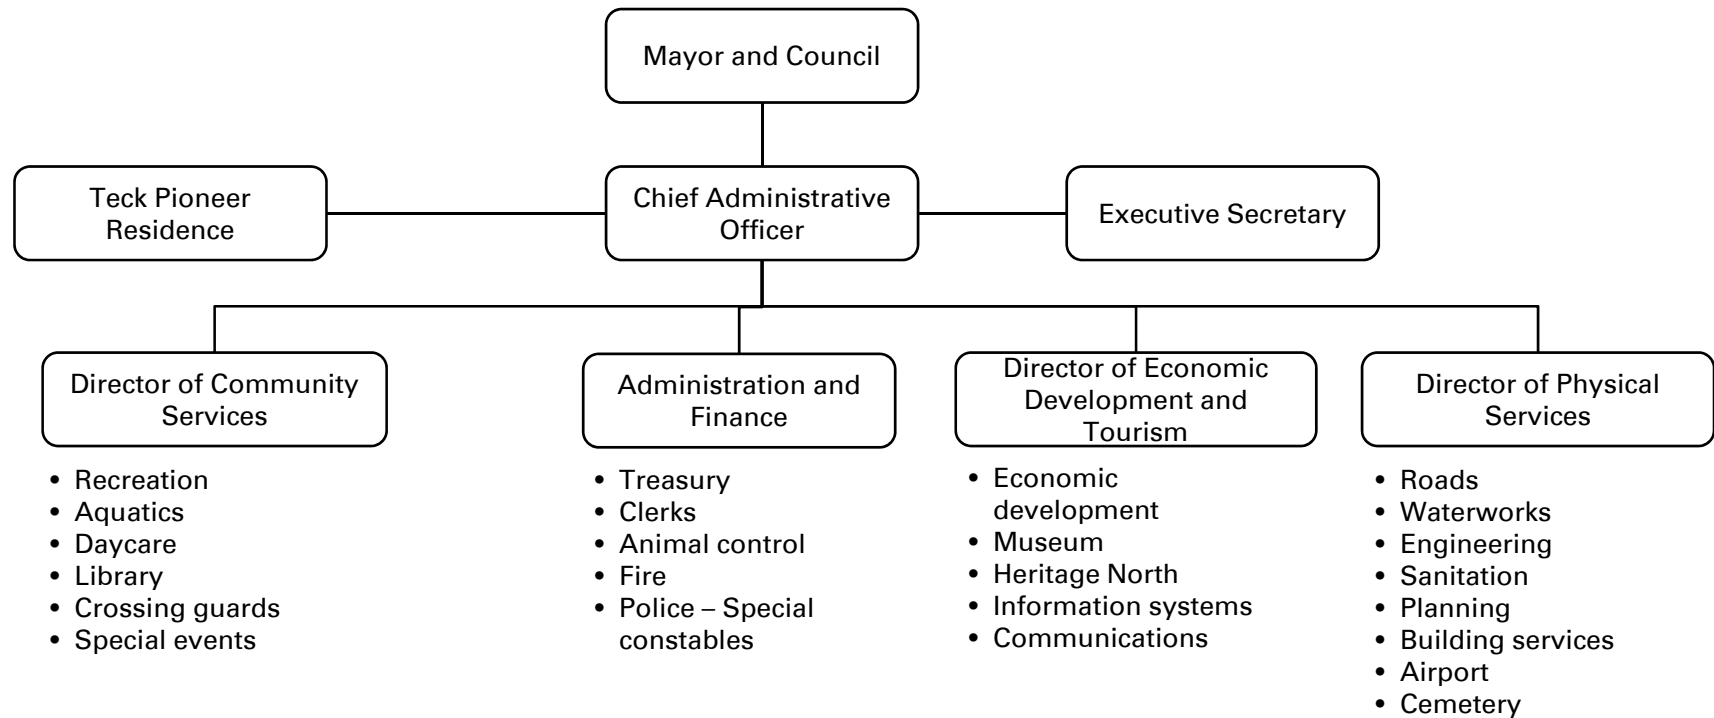 Mayor and Council
Teck Pioneer
Residence
Chief Administrative
Officer
Executive Secretary
Director of Community
Services
• Recreation
• Aquatics
• Daycare
• Library
• Crossing guards
• Special events
Administration and
Finance
• Treasury
• Clerks
• Animal control
• Fire
• Police – Special
constables
Director of Economic
Development and
Tourism
• Economic
development
• Museum
• Heritage North
• Information systems
• Communications
Director of Physical
Services
• Roads
• Waterworks
• Engineering
• Sanitation
• Planning
• Building services
• Airport
• Cemetery